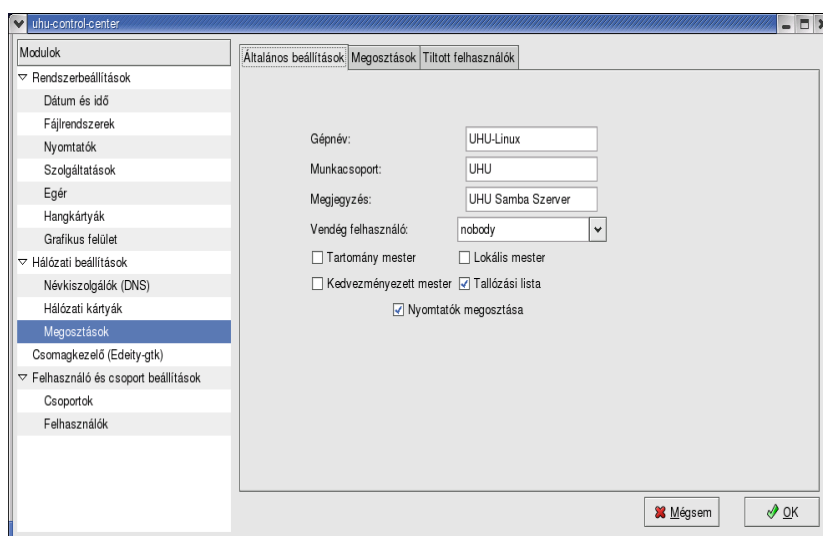 uhu-control-center
Modulok
Rendszerbeállítások
Dátum és idő
Fájlrendszerek
Nyomtatók
Szolgáltatások
Egér
Hangkártyák
Grafikus felület
Hálózati beállítások
Névkiszolgálók (DNS)
Hálózati kártyák
Megosztások
Csomagkezelő (Edeity-gtk)
Felhasználó és csoport beállítások
Csoportok
Felhasználók
Általános beállítások Megosztások Tiltott felhasználók
Gépnév: UHU-Linux
Munkacsoport: UHU
Megjegyzés: UHU Samba Szerver
Vendég felhasználó: nobody
Tartomány mester Lokális mester
Kedvezményezett mester Tallózási lista
Nyomtatók megosztása
Mégsem OK